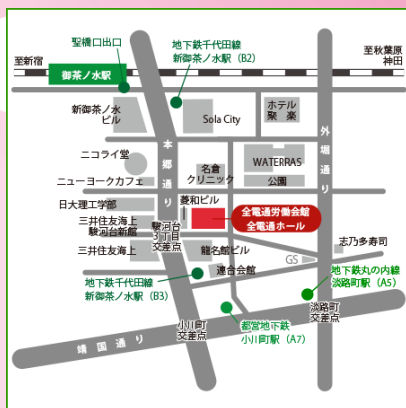 聖橋口出口
地下鉄千代田線
新御茶ノ水駅（B2）
至秋葉原
神田
至新宿
御茶ノ水駅
新御茶ノ水
ビル
Sola City
ホテル
聚　楽
外堀通り
本郷通り
ニコライ堂
名倉
クリニック
WATERRAS
公園
ニューヨークカフェ
日大理工学部
菱和ビル
全電通労働会館
全電通ホール
三井住友海上
駿河台新館
駿河台
3丁目
交差点
志乃多寿司
三井住友海上
龍名館ビル
GS
連合会館
地下鉄丸の内線
淡路町駅（A5）
地下鉄千代田線
新御茶ノ水駅（B3）
淡路町
交差点
小川町
交差点
都営地下鉄
小川町駅（A7）
靖国通り